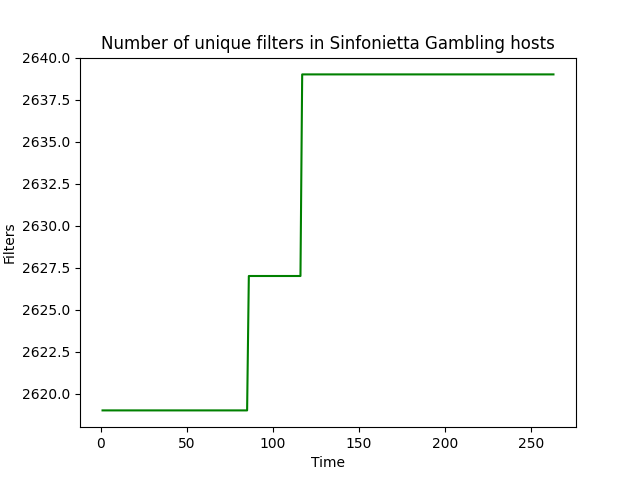 Number of unique filters in Sinfonietta Gambling hosts
2640.0
2637.5
2635.0
2632.5
2630.0
2627.5
2625.0
2622.5
2620.0
Filters
0 50 100 150 200 250
Time